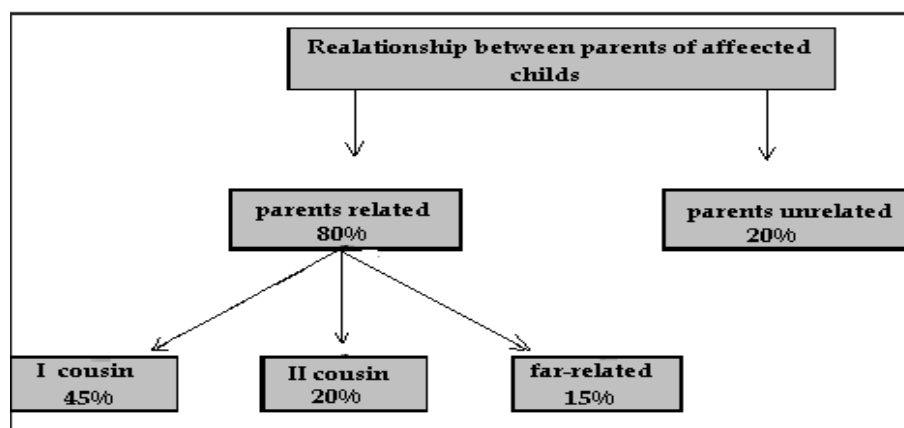 Realationship between parents of affeected
childs
parents related
80%
parents unrelated
20%
I cousin
45%
II cousin
20%
far-related
15%